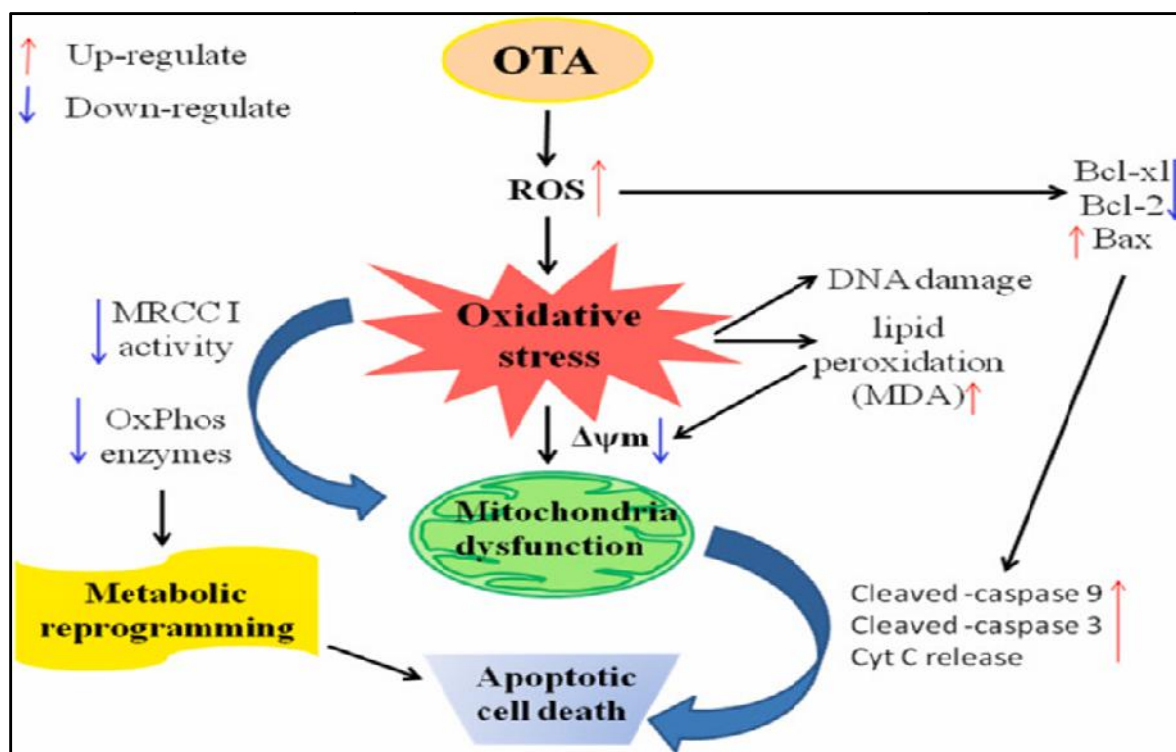 Up-regulate
Down-regulate
OTA
ROS
Bcl-xl
Bcl-2
Bax
MRCC I
activity
OxPhos
enzymes
Oxidative
stress
DNA damage
lipid
peroxidation
(MDA)
Δψm
Mitochondria
dysfunction
Metabolic
reprogramming
Cleaved -caspase 9
Cleaved -caspase 3
Cyt C release
Apoptotic
cell death